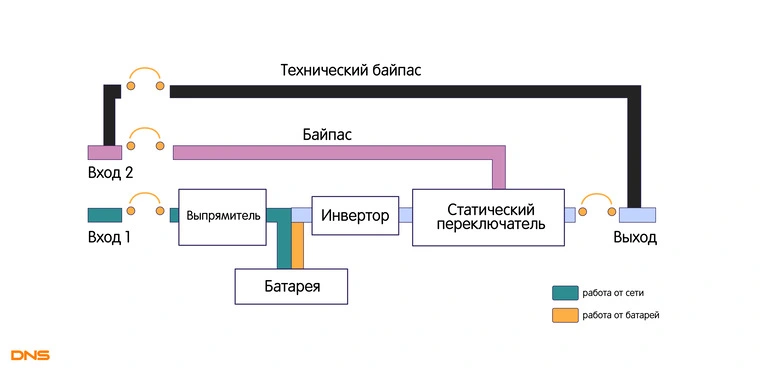 Технический байпас
Байпас
Вход 2
Выпрямитель
Инвертор
Статический
переключатель
Вход 1
Выход
Батарея
работа от сети
работа от батарей
DNS